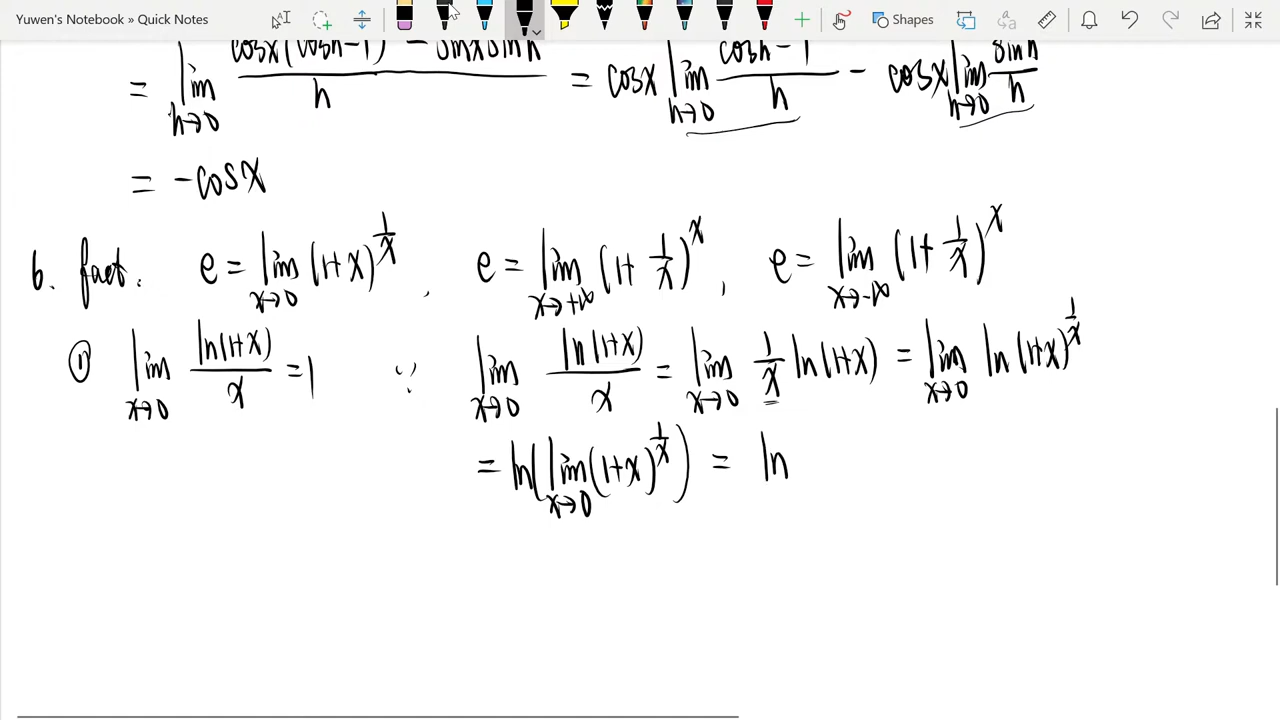 Yuwen's Notebook » Quick Notes
Shapes
= lim h→0 (cosx(cosh-1) - sinxsinh)/h = cosx lim h→0 (cosh-1)/h - cosx lim h→0 sinh/h
= -cosx
6. fact: e = lim x→0 (1+x)^(1/x) , e = lim x→+∞ (1+ 1/x)^x , e = lim x→-∞ (1+ 1/x)^x
① lim x→0 ln(1+x)/x = 1 ∵ lim x→0 ln(1+x)/x = lim x→0 1/x ln(1+x) = lim x→0 ln(1+x)^(1/x)
= ln(lim x→0 (1+x)^(1/x)) = ln